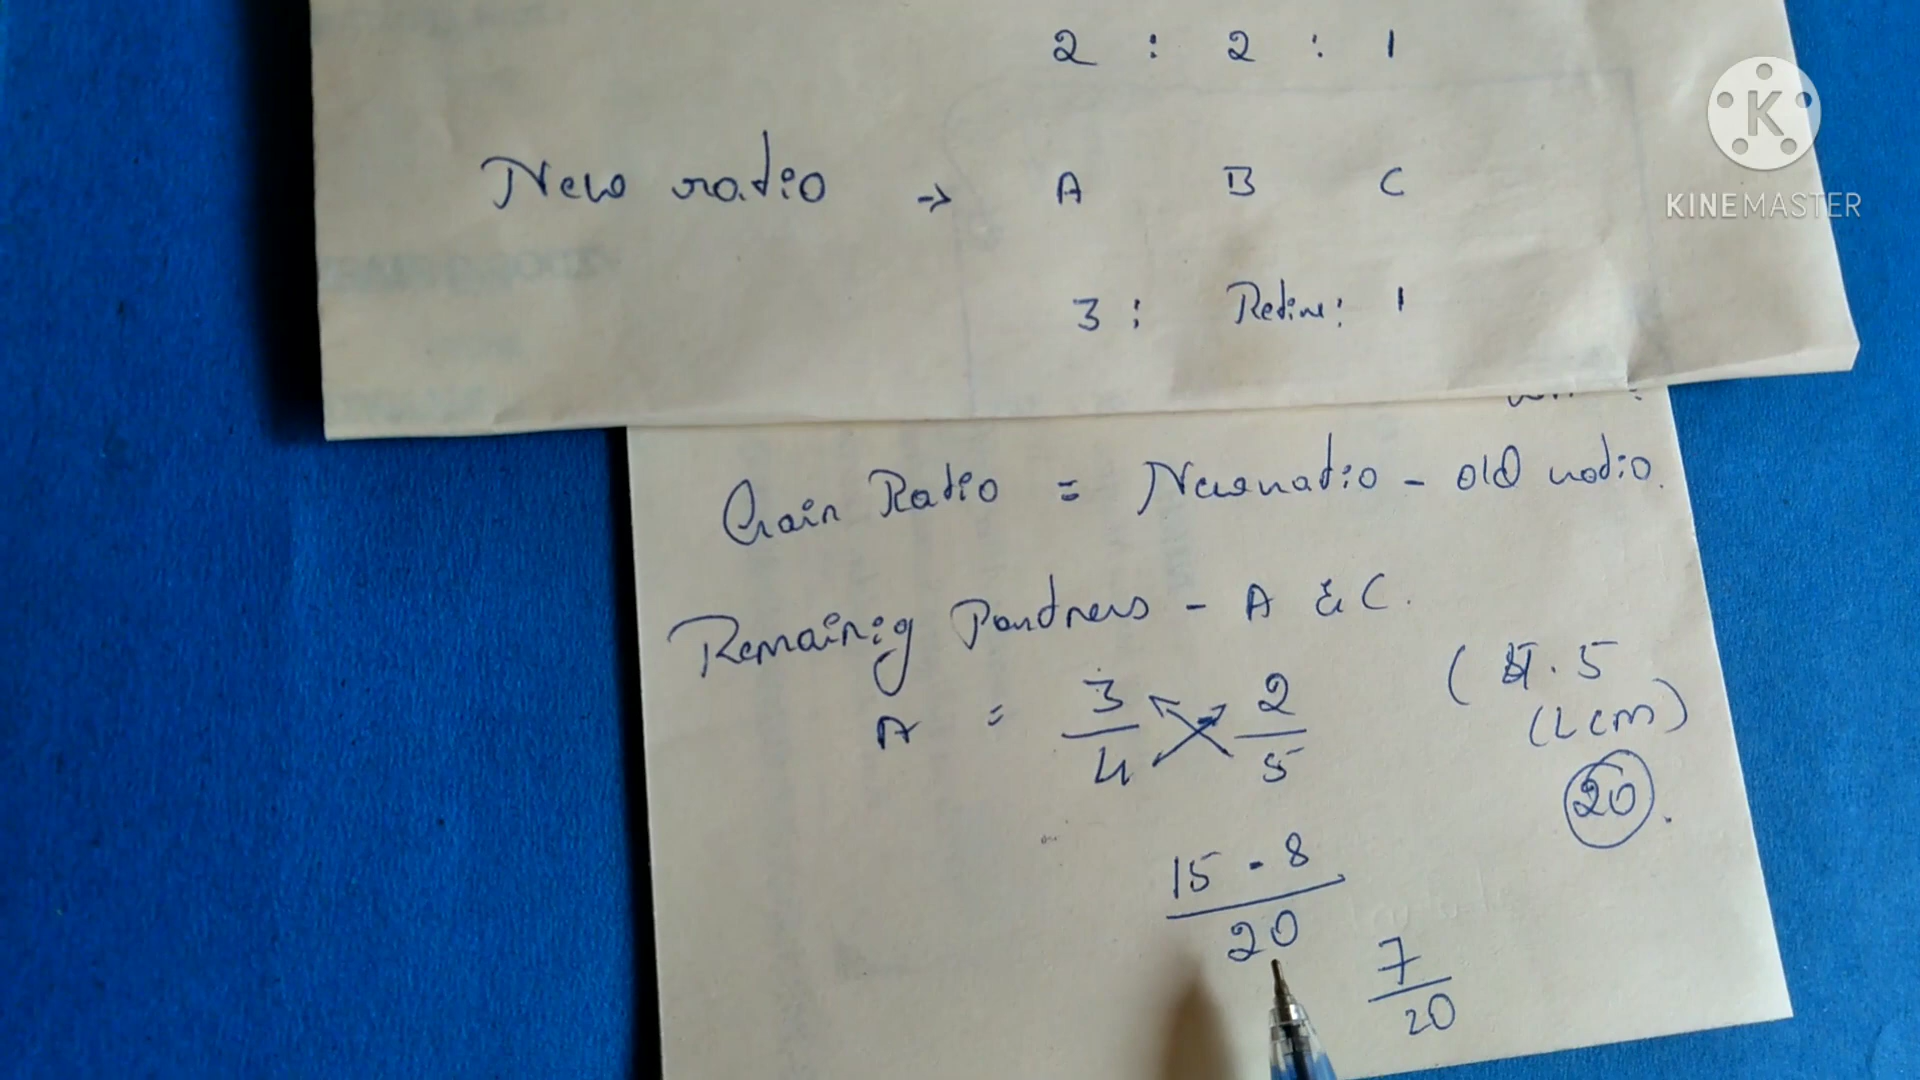 2 : 2 : 1
K
KINEMASTER
New ratio → A B C
3 : Retire : 1
Gain Ratio = New ratio - old ratio.
Remainig Partners - A & C.
A = 3/4 2/5 (4.5
(Lcm)
20.
15 - 8
20
7
20